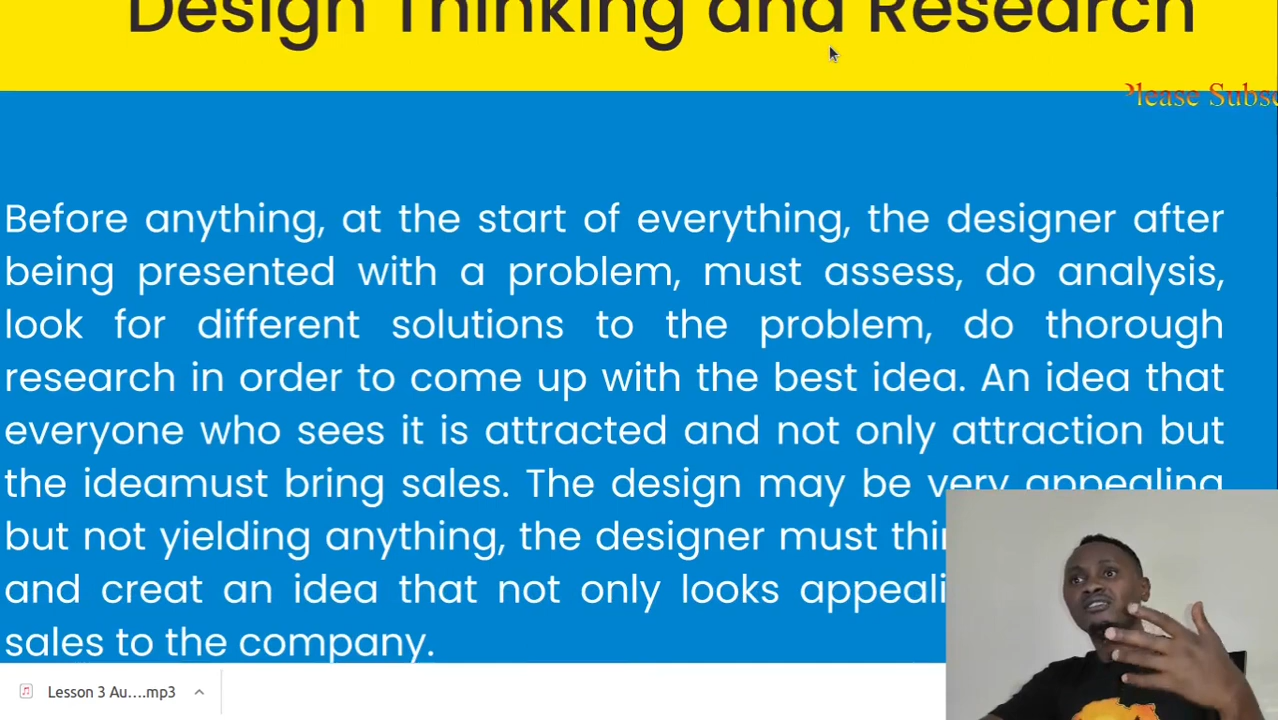 Design Thinking and Research
Please Subsc
Before anything, at the start of everything, the designer after
being presented with a problem, must assess, do analysis,
look for different solutions to the problem, do thorough
research in order to come up with the best idea. An idea that
everyone who sees it is attracted and not only attraction but
the ideamust bring sales. The design may be very appealing
but not yielding anything, the designer must thin
and creat an idea that not only looks appeali
sales to the company.
Lesson 3 Au....mp3